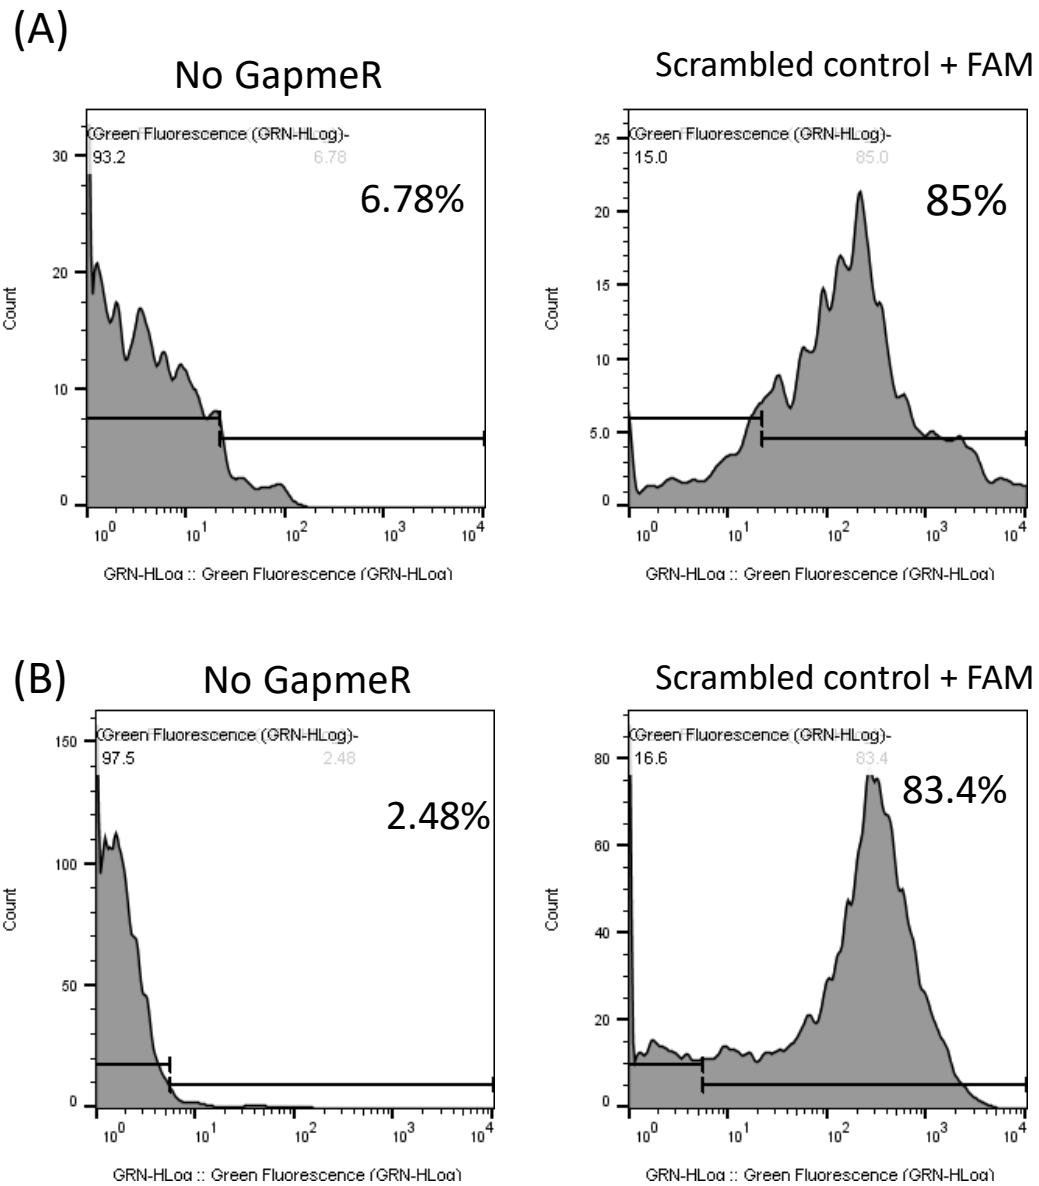 (A)
No GapmeR
Scrambled control + FAM
Green Fluorescence (GRN-HLog)-
93.2 6.78
6.78%
30
20
10
0
Count
10^0 10^1 10^2 10^3 10^4
GRN-HLog :: Green Fluorescence (GRN-HLog)
Green Fluorescence (GRN-HLog)-
15.0 85.0
85%
25
20
15
10
5.0
0
Count
10^0 10^1 10^2 10^3 10^4
GRN-HLog :: Green Fluorescence (GRN-HLog)
(B)
No GapmeR
Scrambled control + FAM
Green Fluorescence (GRN-HLog)-
97.5 2.48
2.48%
150
100
50
0
Count
10^0 10^1 10^2 10^3 10^4
GRN-HLog :: Green Fluorescence (GRN-HLog)
Green Fluorescence (GRN-HLog)-
16.6 83.4
83.4%
80
60
40
20
0
Count
10^0 10^1 10^2 10^3 10^4
GRN-HLog :: Green Fluorescence (GRN-HLog)